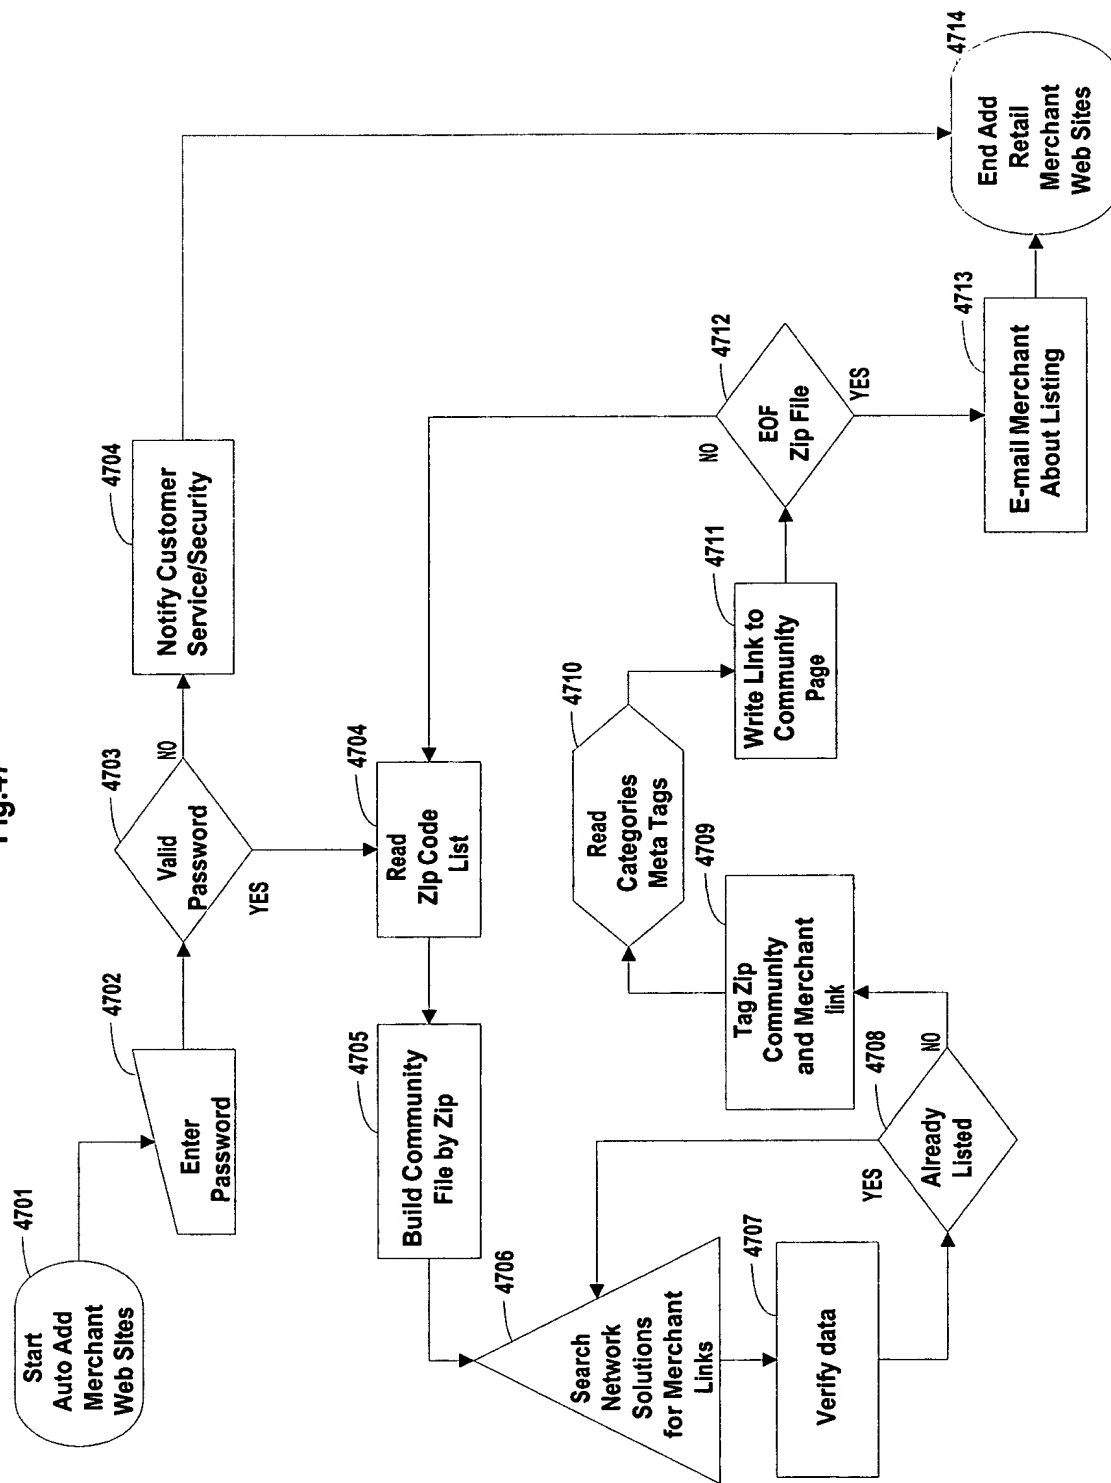 Fig.47
4701
Start
Auto Add
Merchant
Web Sites
4702
Enter
Password
4703
Valid
Password
NO
YES
4704
Notify Customer
Service/Security
4704
Read
Zip Code
List
4705
Build Community
File by Zip
4706
Search
Network
Solutions
for Merchant
Links
4707
Verify data
4708
Already
Listed
YES
NO
4709
Tag Zip
Community
and Merchant
link
4710
Read
Categories
Meta Tags
4711
Write Link to
Community
Page
4712
EOF
Zip File
NO
YES
4713
E-mail Merchant
About Listing
4714
End Add
Retail
Merchant
Web Sites